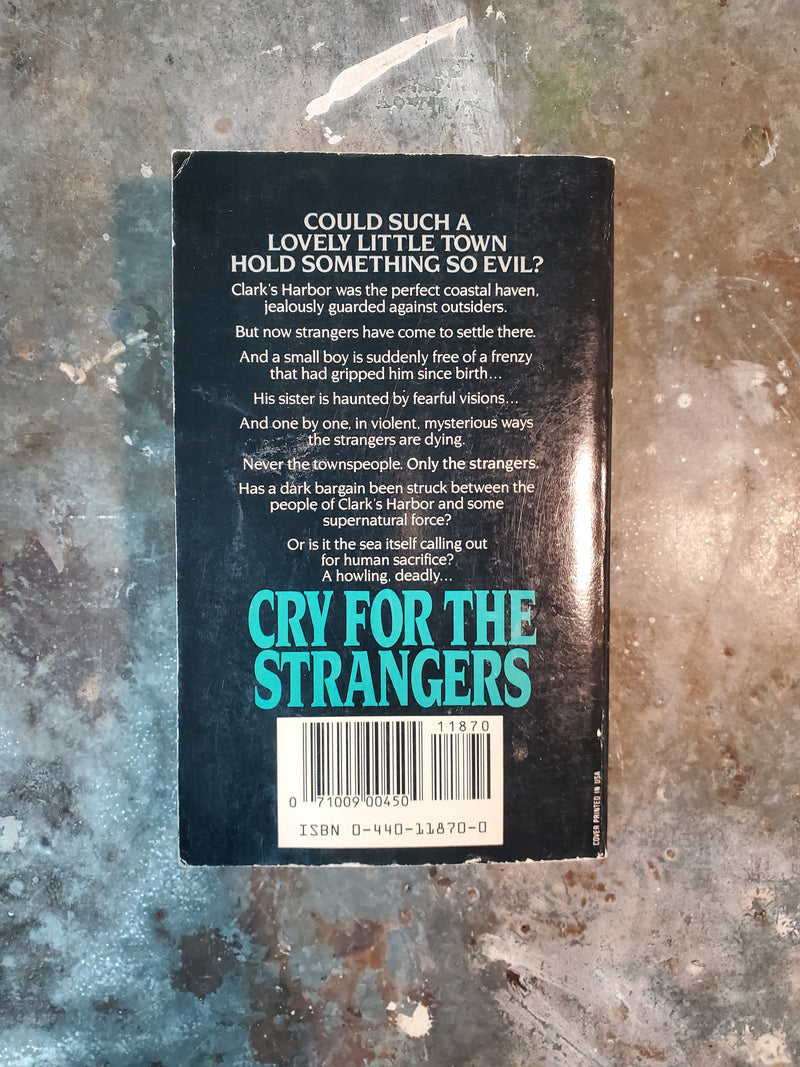 COULD SUCH A
LOVELY LITTLE TOWN
HOLD SOMETHING SO EVIL?
Clark's Harbor was the perfect coastal haven,
jealously guarded against outsiders.
But now strangers have come to settle there.
And a small boy is suddenly free of a frenzy
that had gripped him since birth...
His sister is haunted by fearful visions...
And one by one, in violent, mysterious ways
the strangers are dying.
Never the townspeople. Only the strangers.
Has a dark bargain been struck between the
people of Clark's Harbor and some
supernatural force?
Or is it the sea itself calling out
for human sacrifice?
A howling, deadly...
CRY FOR THE
STRANGERS
11870
0 71009 00450
ISBN 0-440-11870-0
COVER PRINTED IN USA